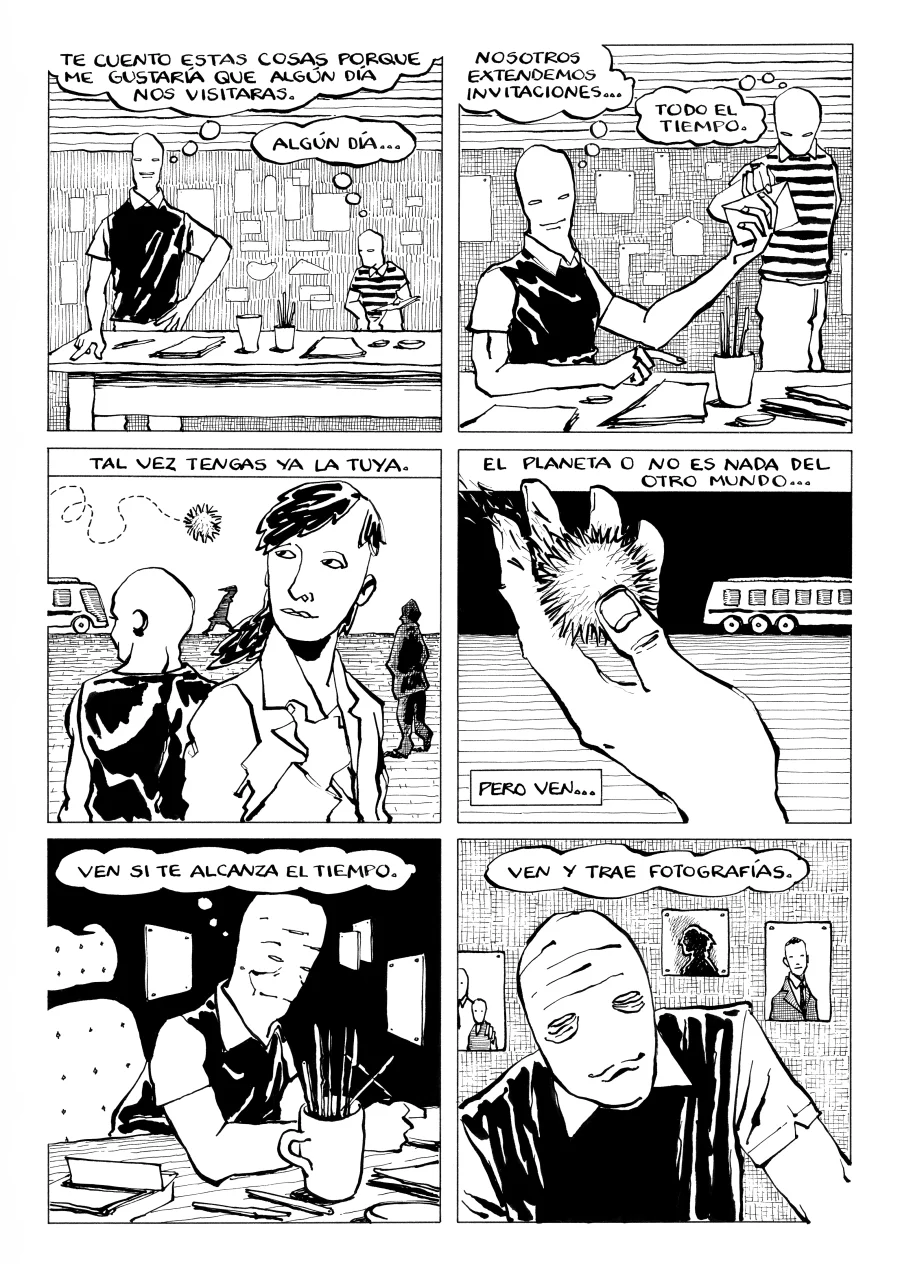 TE CUENTO ESTAS COSAS PORQUE
ME GUSTARÍA QUE ALGÚN DÍA
NOS VISITARAS.
ALGÚN DÍA...
NOSOTROS
EXTENDEMOS
INVITACIONES...
TODO EL
TIEMPO.
TAL VEZ TENGAS YA LA TUYA.
EL PLANETA O NO ES NADA DEL
OTRO MUNDO...
PERO VEN...
VEN SI TE ALCANZA EL TIEMPO.
VEN Y TRAE FOTOGRAFÍAS.